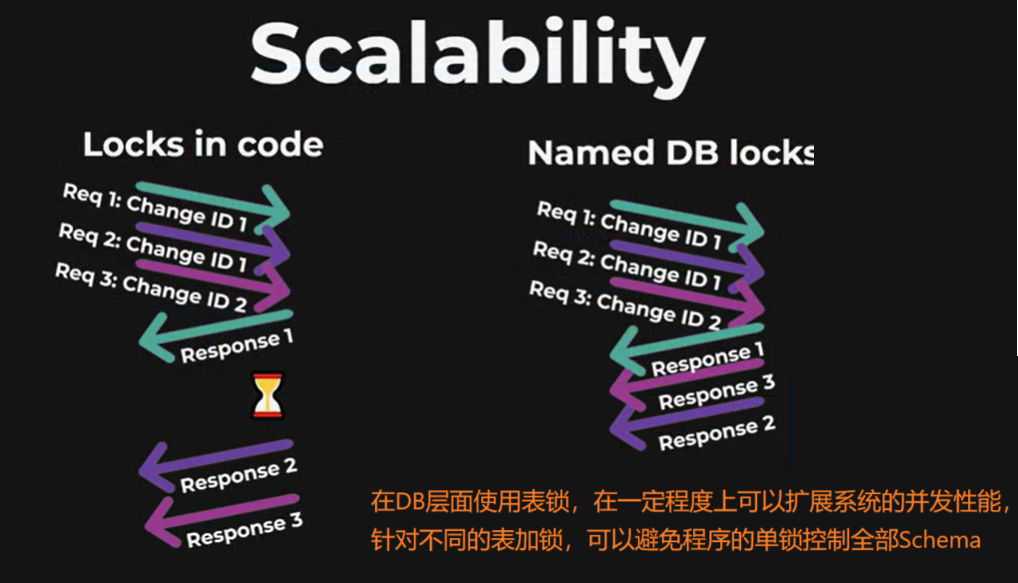 Scalability
Locks in code
Req 1: Change ID 1
Req 2: Change ID 1
Req 3: Change ID 2
Response 1
Response 2
Response 3
Named DB locks
Req 1: Change ID 1
Req 2: Change ID 1
Req 3: Change ID 2
Response 1
Response 3
Response 2
在DB层面使用表锁，在一定程度上可以扩展系统的并发性能，
针对不同的表加锁，可以避免程序的单锁控制全部Schema